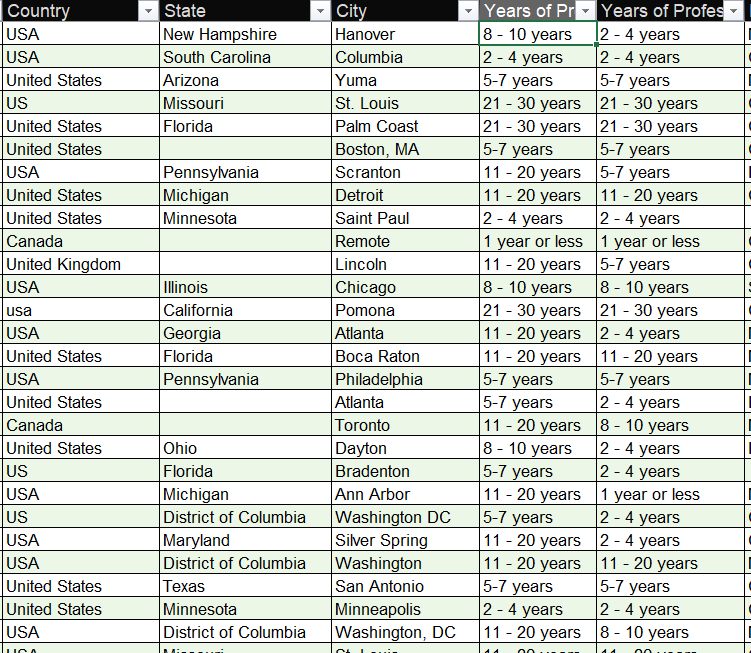 Country State City Years of Pr Years of Profes
USA New Hampshire Hanover 8 - 10 years 2 - 4 years
USA South Carolina Columbia 2 - 4 years 2 - 4 years
United States Arizona Yuma 5-7 years 5-7 years
US Missouri St. Louis 21 - 30 years 21 - 30 years
United States Florida Palm Coast 21 - 30 years 21 - 30 years
United States Boston, MA 5-7 years 5-7 years
USA Pennsylvania Scranton 11 - 20 years 5-7 years
United States Michigan Detroit 11 - 20 years 11 - 20 years
United States Minnesota Saint Paul 2 - 4 years 2 - 4 years
Canada Remote 1 year or less 1 year or less
United Kingdom Lincoln 11 - 20 years 5-7 years
USA Illinois Chicago 8 - 10 years 8 - 10 years
usa California Pomona 21 - 30 years 21 - 30 years
USA Georgia Atlanta 11 - 20 years 2 - 4 years
United States Florida Boca Raton 11 - 20 years 11 - 20 years
USA Pennsylvania Philadelphia 5-7 years 5-7 years
United States Atlanta 5-7 years 2 - 4 years
Canada Toronto 11 - 20 years 8 - 10 years
United States Ohio Dayton 8 - 10 years 2 - 4 years
US Florida Bradenton 5-7 years 2 - 4 years
USA Michigan Ann Arbor 11 - 20 years 1 year or less
US District of Columbia Washington DC 5-7 years 2 - 4 years
USA Maryland Silver Spring 11 - 20 years 2 - 4 years
USA District of Columbia Washington 11 - 20 years 11 - 20 years
United States Texas San Antonio 5-7 years 5-7 years
United States Minnesota Minneapolis 2 - 4 years 2 - 4 years
USA District of Columbia Washington, DC 11 - 20 years 8 - 10 years